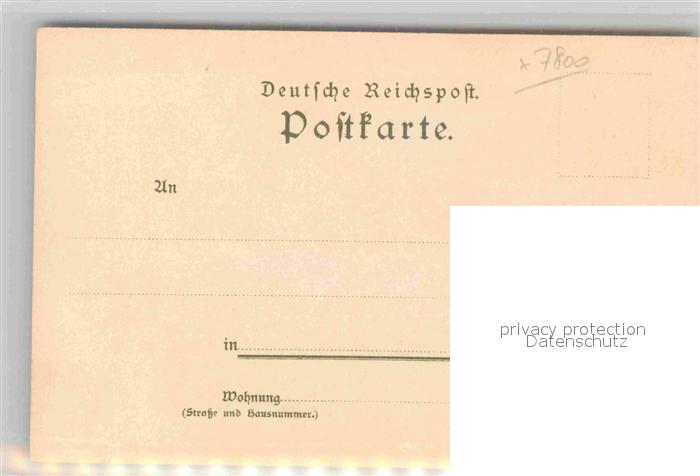 × 7800
Deutsche Reichspost.
Postkarte.
An
privacy protection
Datenschutz
in
Wohnung
(Straße und Hausnummer.)